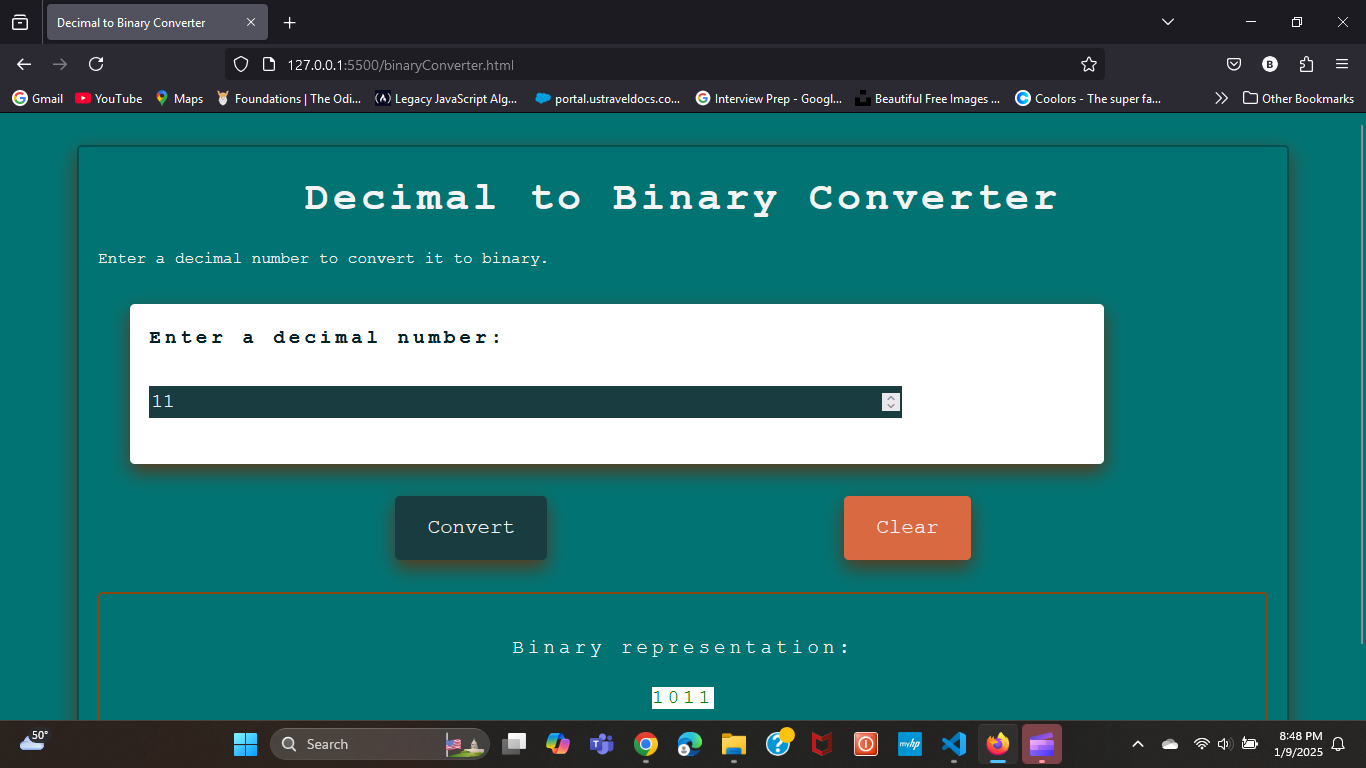 Decimal to Binary Converter
127.0.0.1:5500/binaryConverter.html
B
Gmail YouTube Maps Foundations | The Odi... Legacy JavaScript Alg... portal.ustraveldocs.co... Interview Prep - Googl... Beautiful Free Images ... Coolors - The super fa... Other Bookmarks
Decimal to Binary Converter
Enter a decimal number to convert it to binary.
Enter a decimal number:
11
Convert Clear
Binary representation:
1011
50°
Search
myhp
8:48 PM
1/9/2025